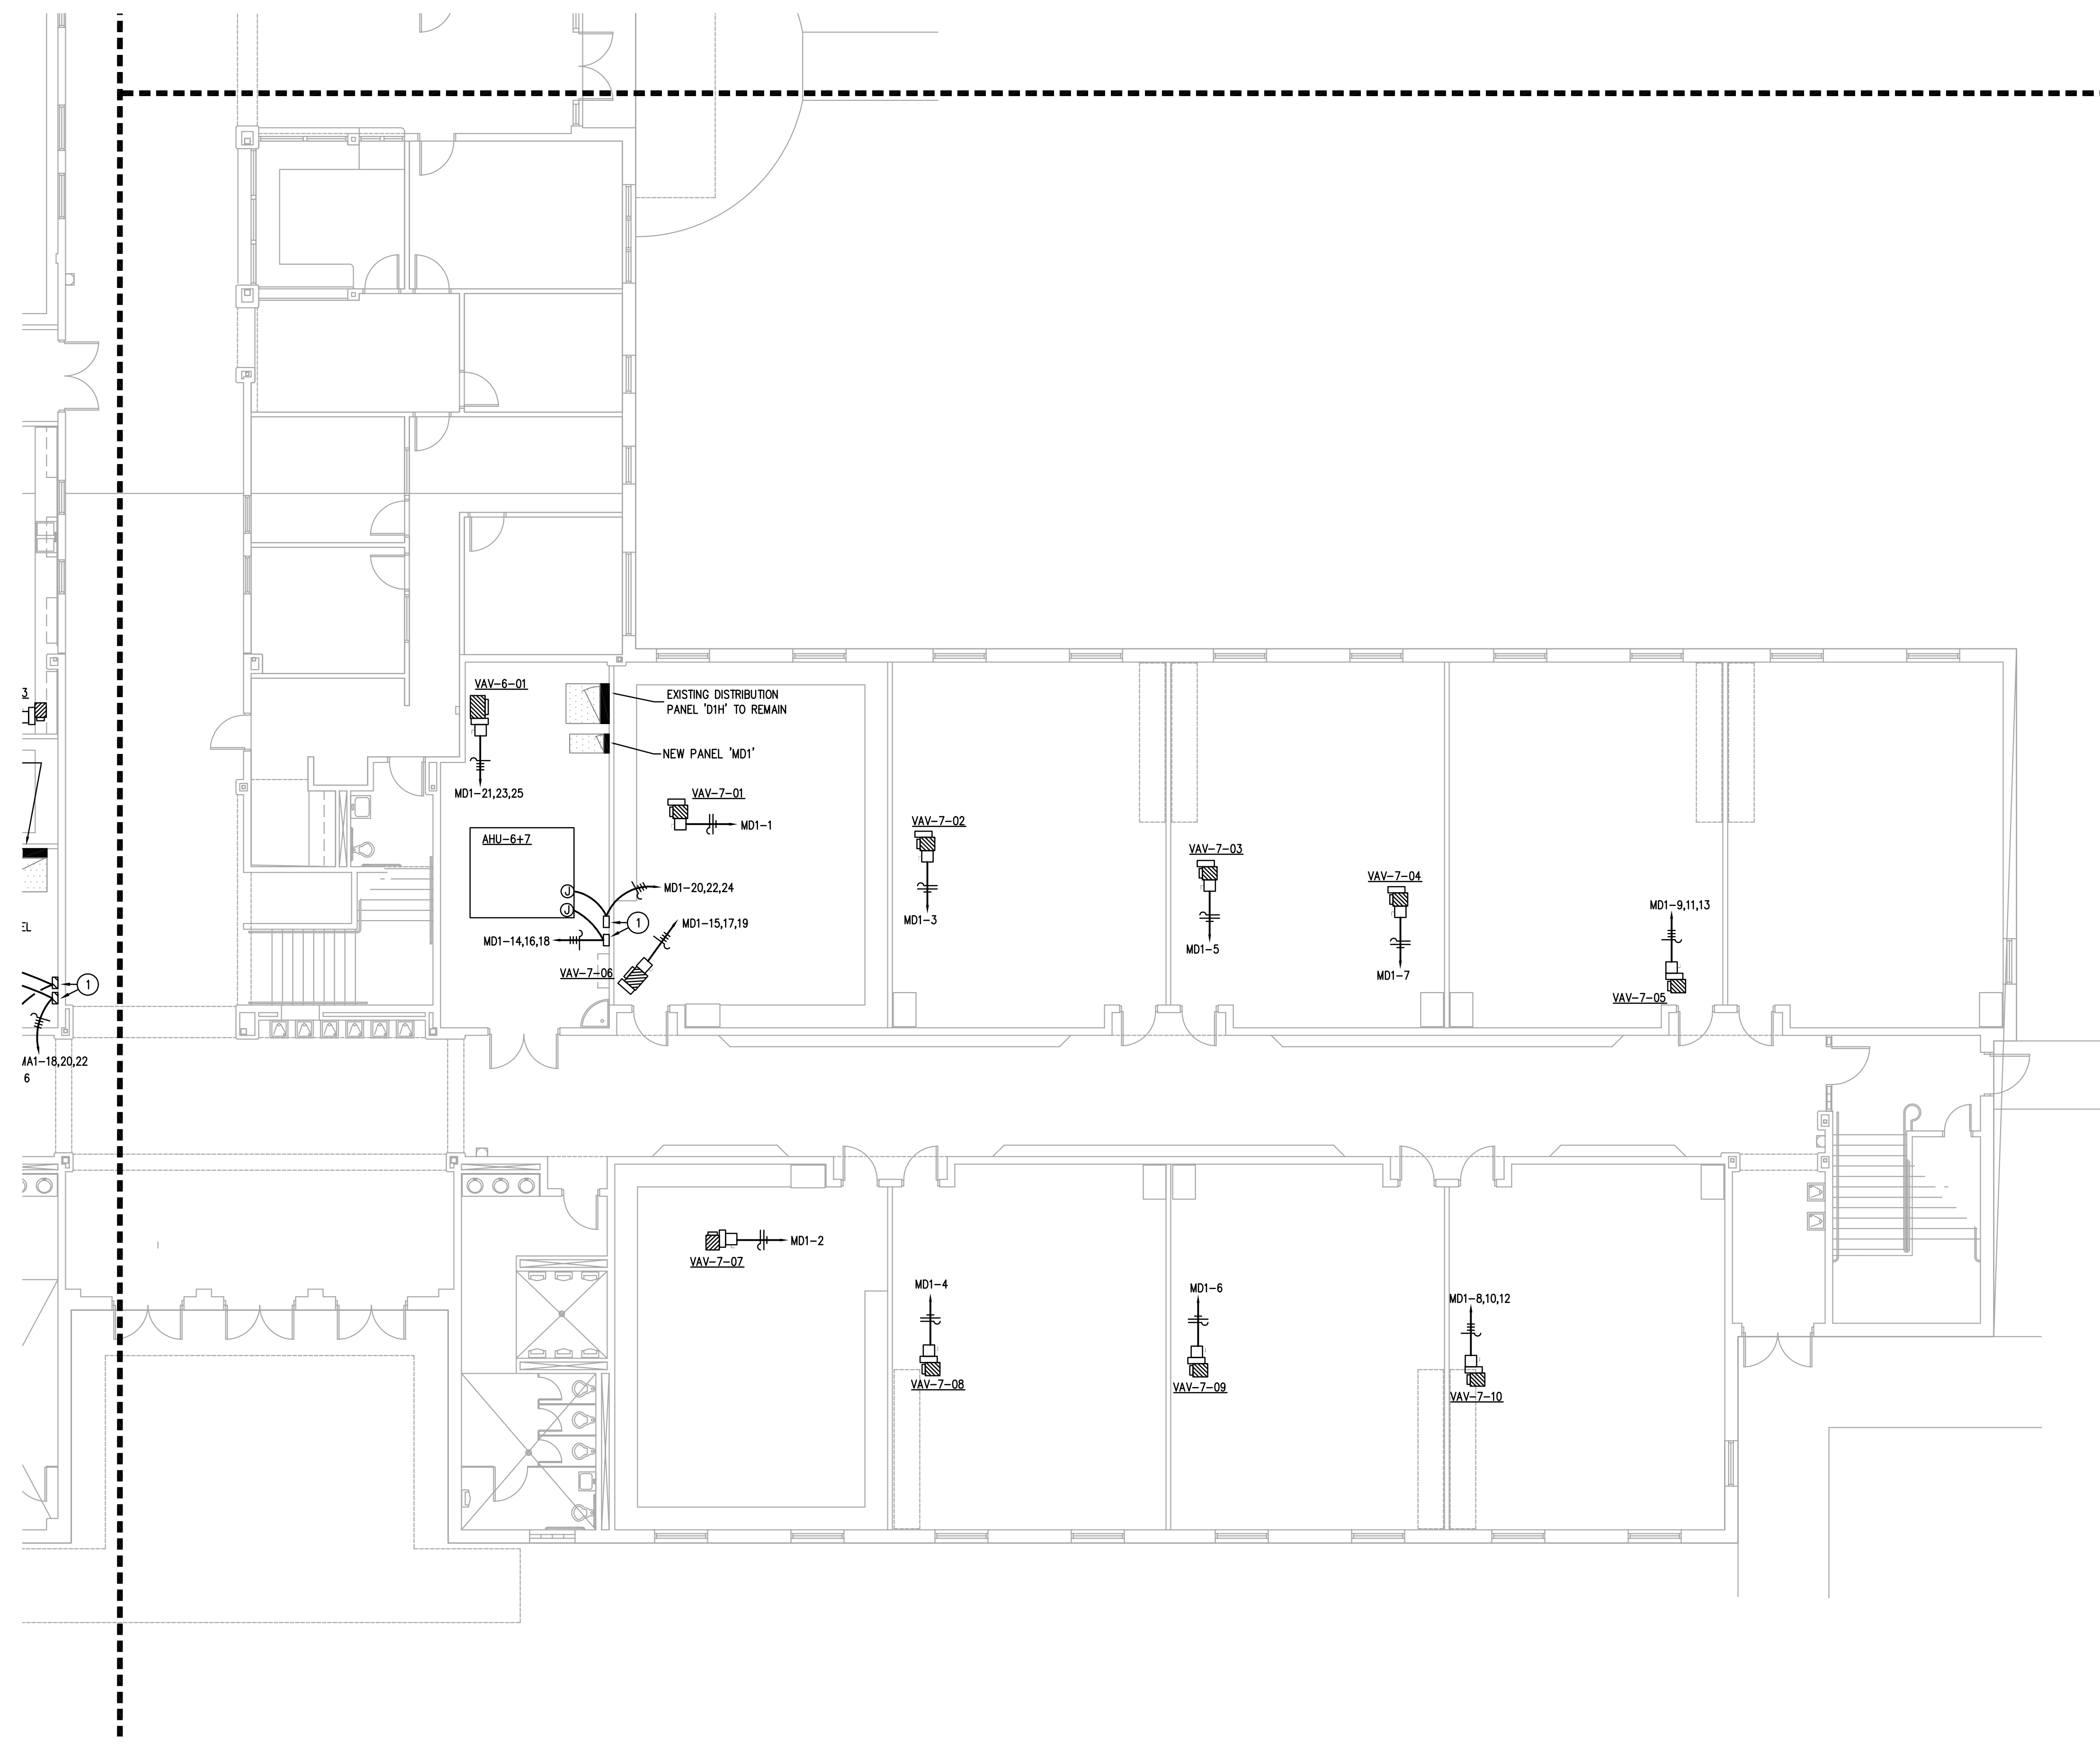 3
VAV-6-01
EXISTING DISTRIBUTION
PANEL 'D1H' TO REMAIN
NEW PANEL 'MD1'
MD1-21,23,25
VAV-7-01
MD1-1
AHU-6+7
J
J
MD1-20,22,24
1
MD1-15,17,19
MD1-14,16,18
VAV-7-06
VAV-7-02
MD1-3
VAV-7-03
MD1-5
VAV-7-04
MD1-7
MD1-9,11,13
VAV-7-05
EL
1
MA1-18,20,22
6
MD1-2
VAV-7-07
MD1-4
VAV-7-08
MD1-6
VAV-7-09
MD1-8,10,12
VAV-7-10